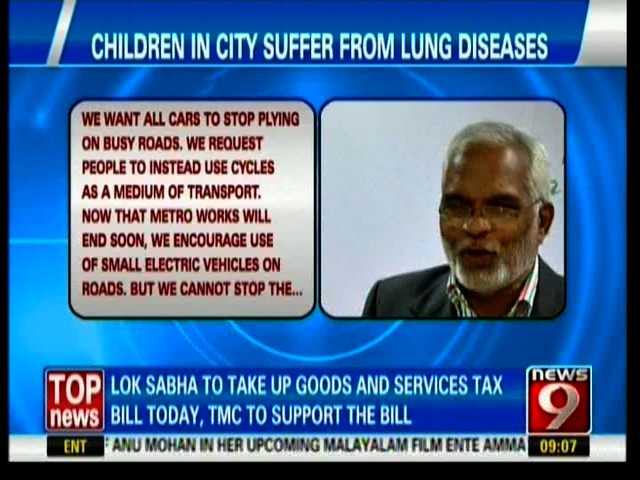 CHILDREN IN CITY SUFFER FROM LUNG DISEASES
WE WANT ALL CARS TO STOP PLYING
ON BUSY ROADS. WE REQUEST
PEOPLE TO INSTEAD USE CYCLES
AS A MEDIUM OF TRANSPORT.
NOW THAT METRO WORKS WILL
END SOON, WE ENCOURAGE USE
OF SMALL ELECTRIC VEHICLES ON
ROADS. BUT WE CANNOT STOP THE...
TOP
news
LOK SABHA TO TAKE UP GOODS AND SERVICES TAX
BILL TODAY, TMC TO SUPPORT THE BILL
NEWS
9
ENT
ANU MOHAN IN HER UPCOMING MALAYALAM FILM ENTE AMMA
09:07